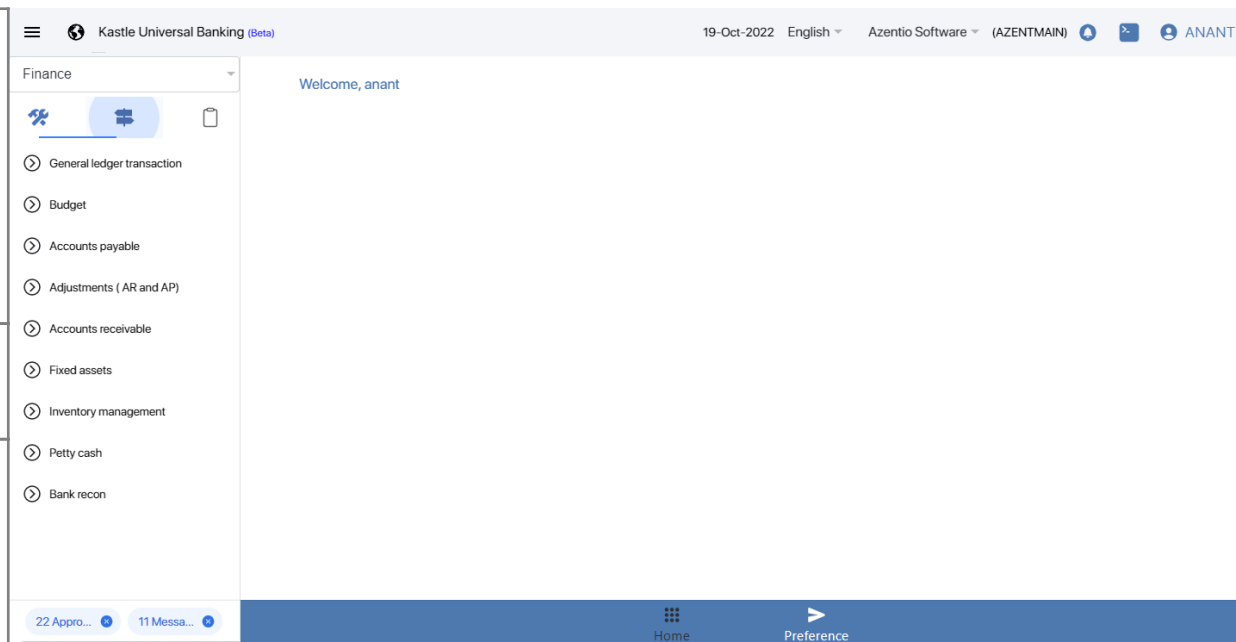 Kastle Universal Banking (Beta)
19-Oct-2022 English Azentio Software (AZENTMAIN) ANANT
Finance
Welcome, anant
General ledger transaction
Budget
Accounts payable
Adjustments ( AR and AP)
Accounts receivable
Fixed assets
Inventory management
Petty cash
Bank recon
22 Appro... 11 Messa...
Home Preference